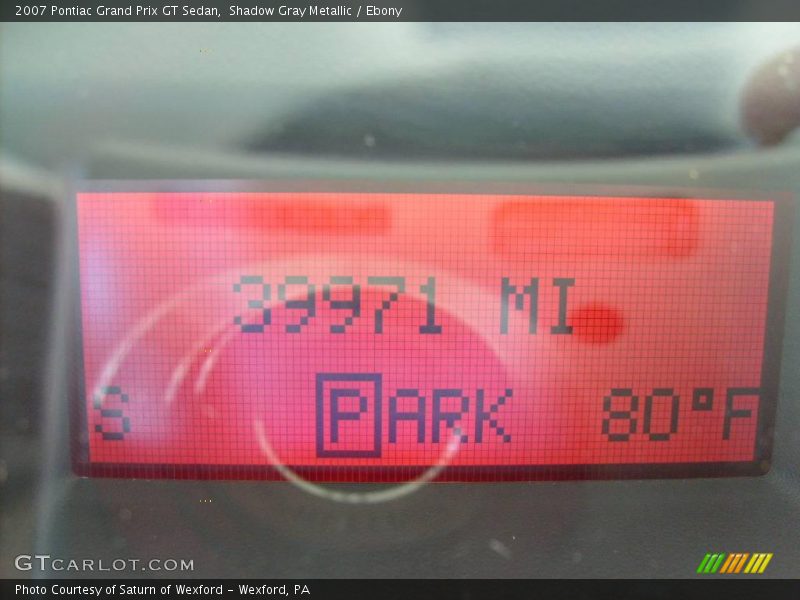 2007 Pontiac Grand Prix GT Sedan,  Shadow Gray Metallic / Ebony
39971 MI
S PARK 80°F
GTCARLOT.COM
Photo Courtesy of Saturn of Wexford - Wexford, PA